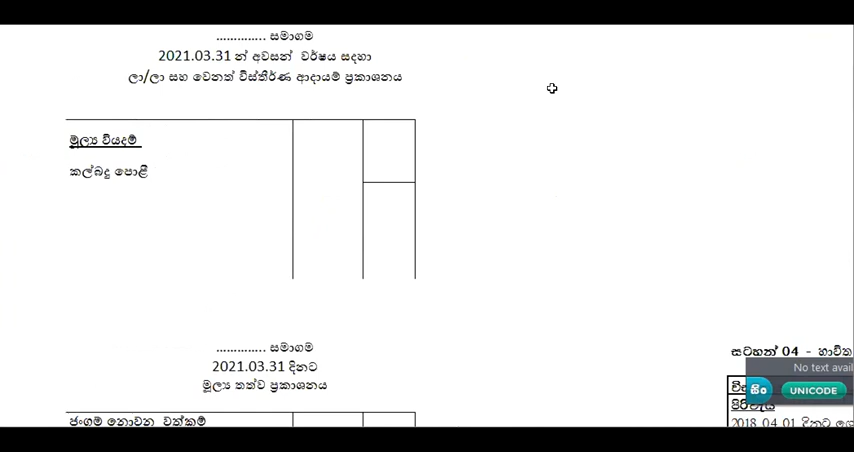 .............. සමාගම
2021.03.31 න් අවසන් වර්ෂය සඳහා
ලා/ලා සහ වෙනත් විස්තීර්ණ ආදායම් ප්‍රකාශනය
මූල්‍ය වියදම්
කල්බදු පොළී
.............. සමාගම
2021.03.31 දිනට
මූල්‍ය තත්ව ප්‍රකාශනය
ජංගම නොවන වත්කම්
සටහන් 04 - භාවිත
No text avail
සිං UNICODE
පිරිවැය
2018.04.01 දිනට